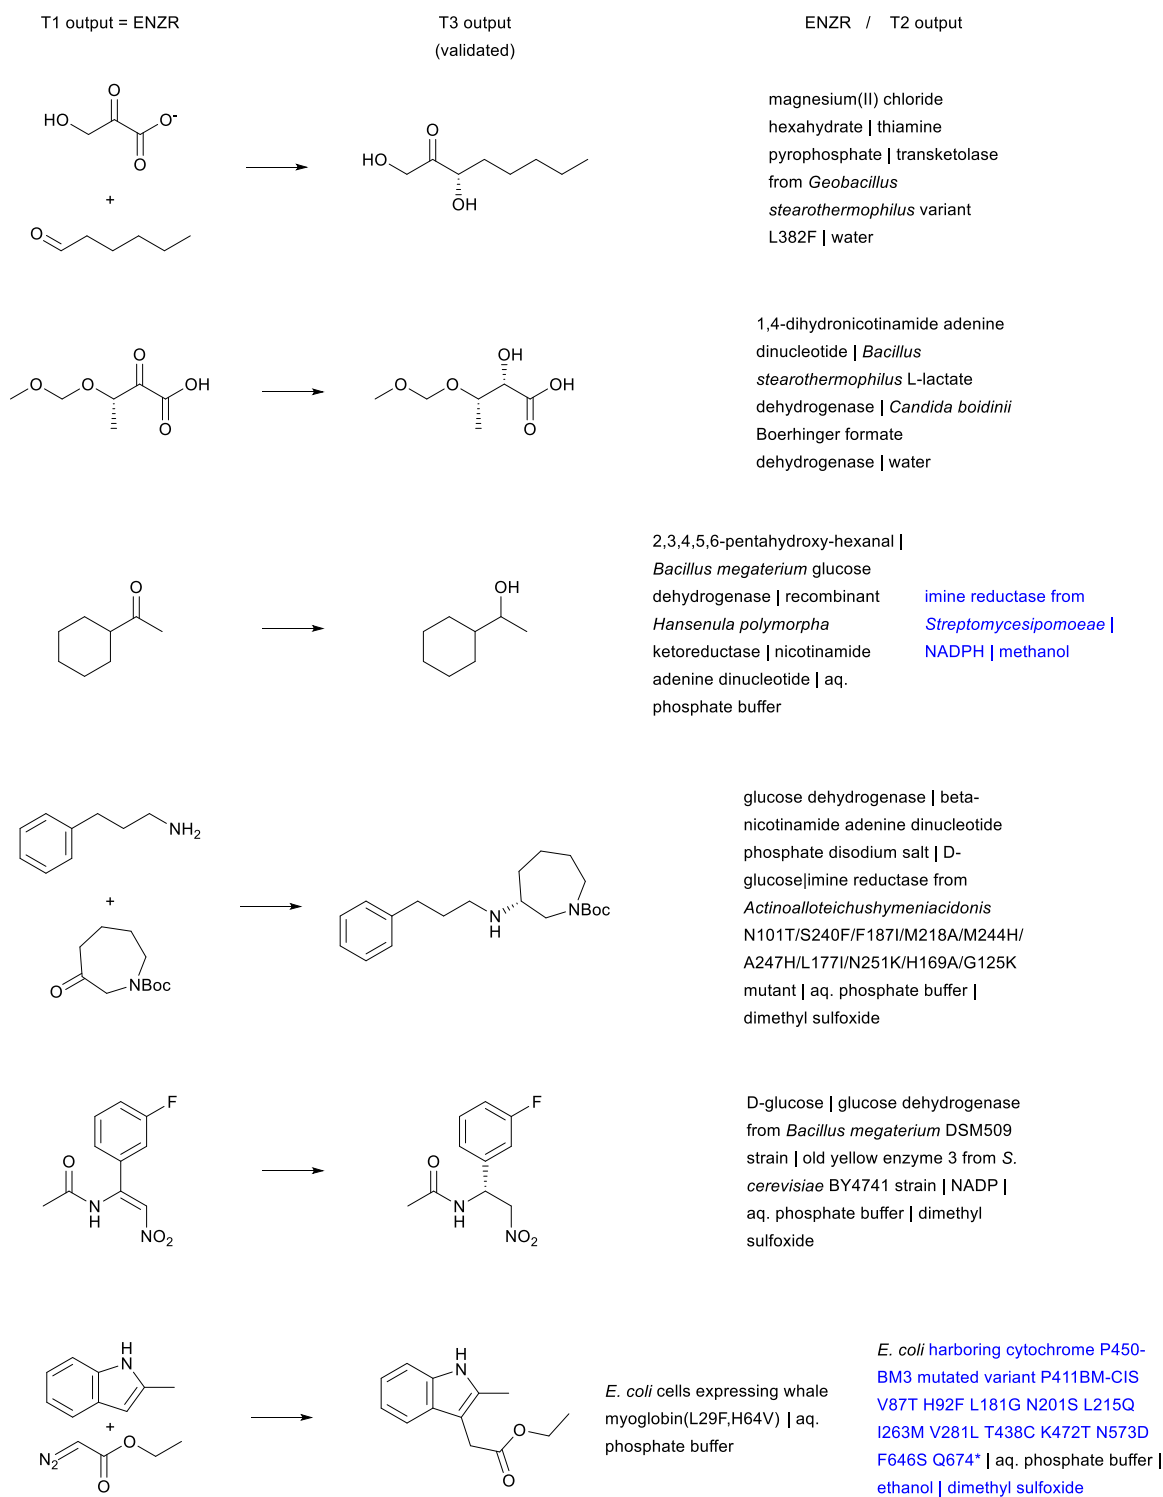 T1 output = ENZR
T3 output
(validated)
ENZR / T2 output
HO
O
O-
O
+
O
HO
O
OH
magnesium(II) chloride
hexahydrate | thiamine
pyrophosphate | transketolase
from Geobacillus
stearothermophilus variant
L382F | water
O
O
O
OH
O
O
O
OH
OH
O
1,4-dihydronicotinamide adenine
dinucleotide | Bacillus
stearothermophilus L-lactate
dehydrogenase | Candida boidinii
Boerhinger formate
dehydrogenase | water
O
OH
2,3,4,5,6-pentahydroxy-hexanal |
Bacillus megaterium glucose
dehydrogenase | recombinant
Hansenula polymorpha
ketoreductase | nicotinamide
adenine dinucleotide | aq.
phosphate buffer
imine reductase from
Streptomycesipomoeae |
NADPH | methanol
NH2
+
O
NBoc
N
H
NBoc
glucose dehydrogenase | beta-
nicotinamide adenine dinucleotide
phosphate disodium salt | D-
glucose|imine reductase from
Actinoalloteichushymeniacidonis
N101T/S240F/F187I/M218A/M244H/
A247H/L177I/N251K/H169A/G125K
mutant | aq. phosphate buffer |
dimethyl sulfoxide
F
O
N
H
NO2
F
O
N
H
NO2
D-glucose | glucose dehydrogenase
from Bacillus megaterium DSM509
strain | old yellow enzyme 3 from S.
cerevisiae BY4741 strain | NADP |
aq. phosphate buffer | dimethyl
sulfoxide
H
N
+
N2
O
O
H
N
O
O
E. coli cells expressing whale
myoglobin(L29F,H64V) | aq.
phosphate buffer
E. coli harboring cytochrome P450-
BM3 mutated variant P411BM-CIS
V87T H92F L181G N201S L215Q
I263M V281L T438C K472T N573D
F646S Q674* | aq. phosphate buffer |
ethanol | dimethyl sulfoxide